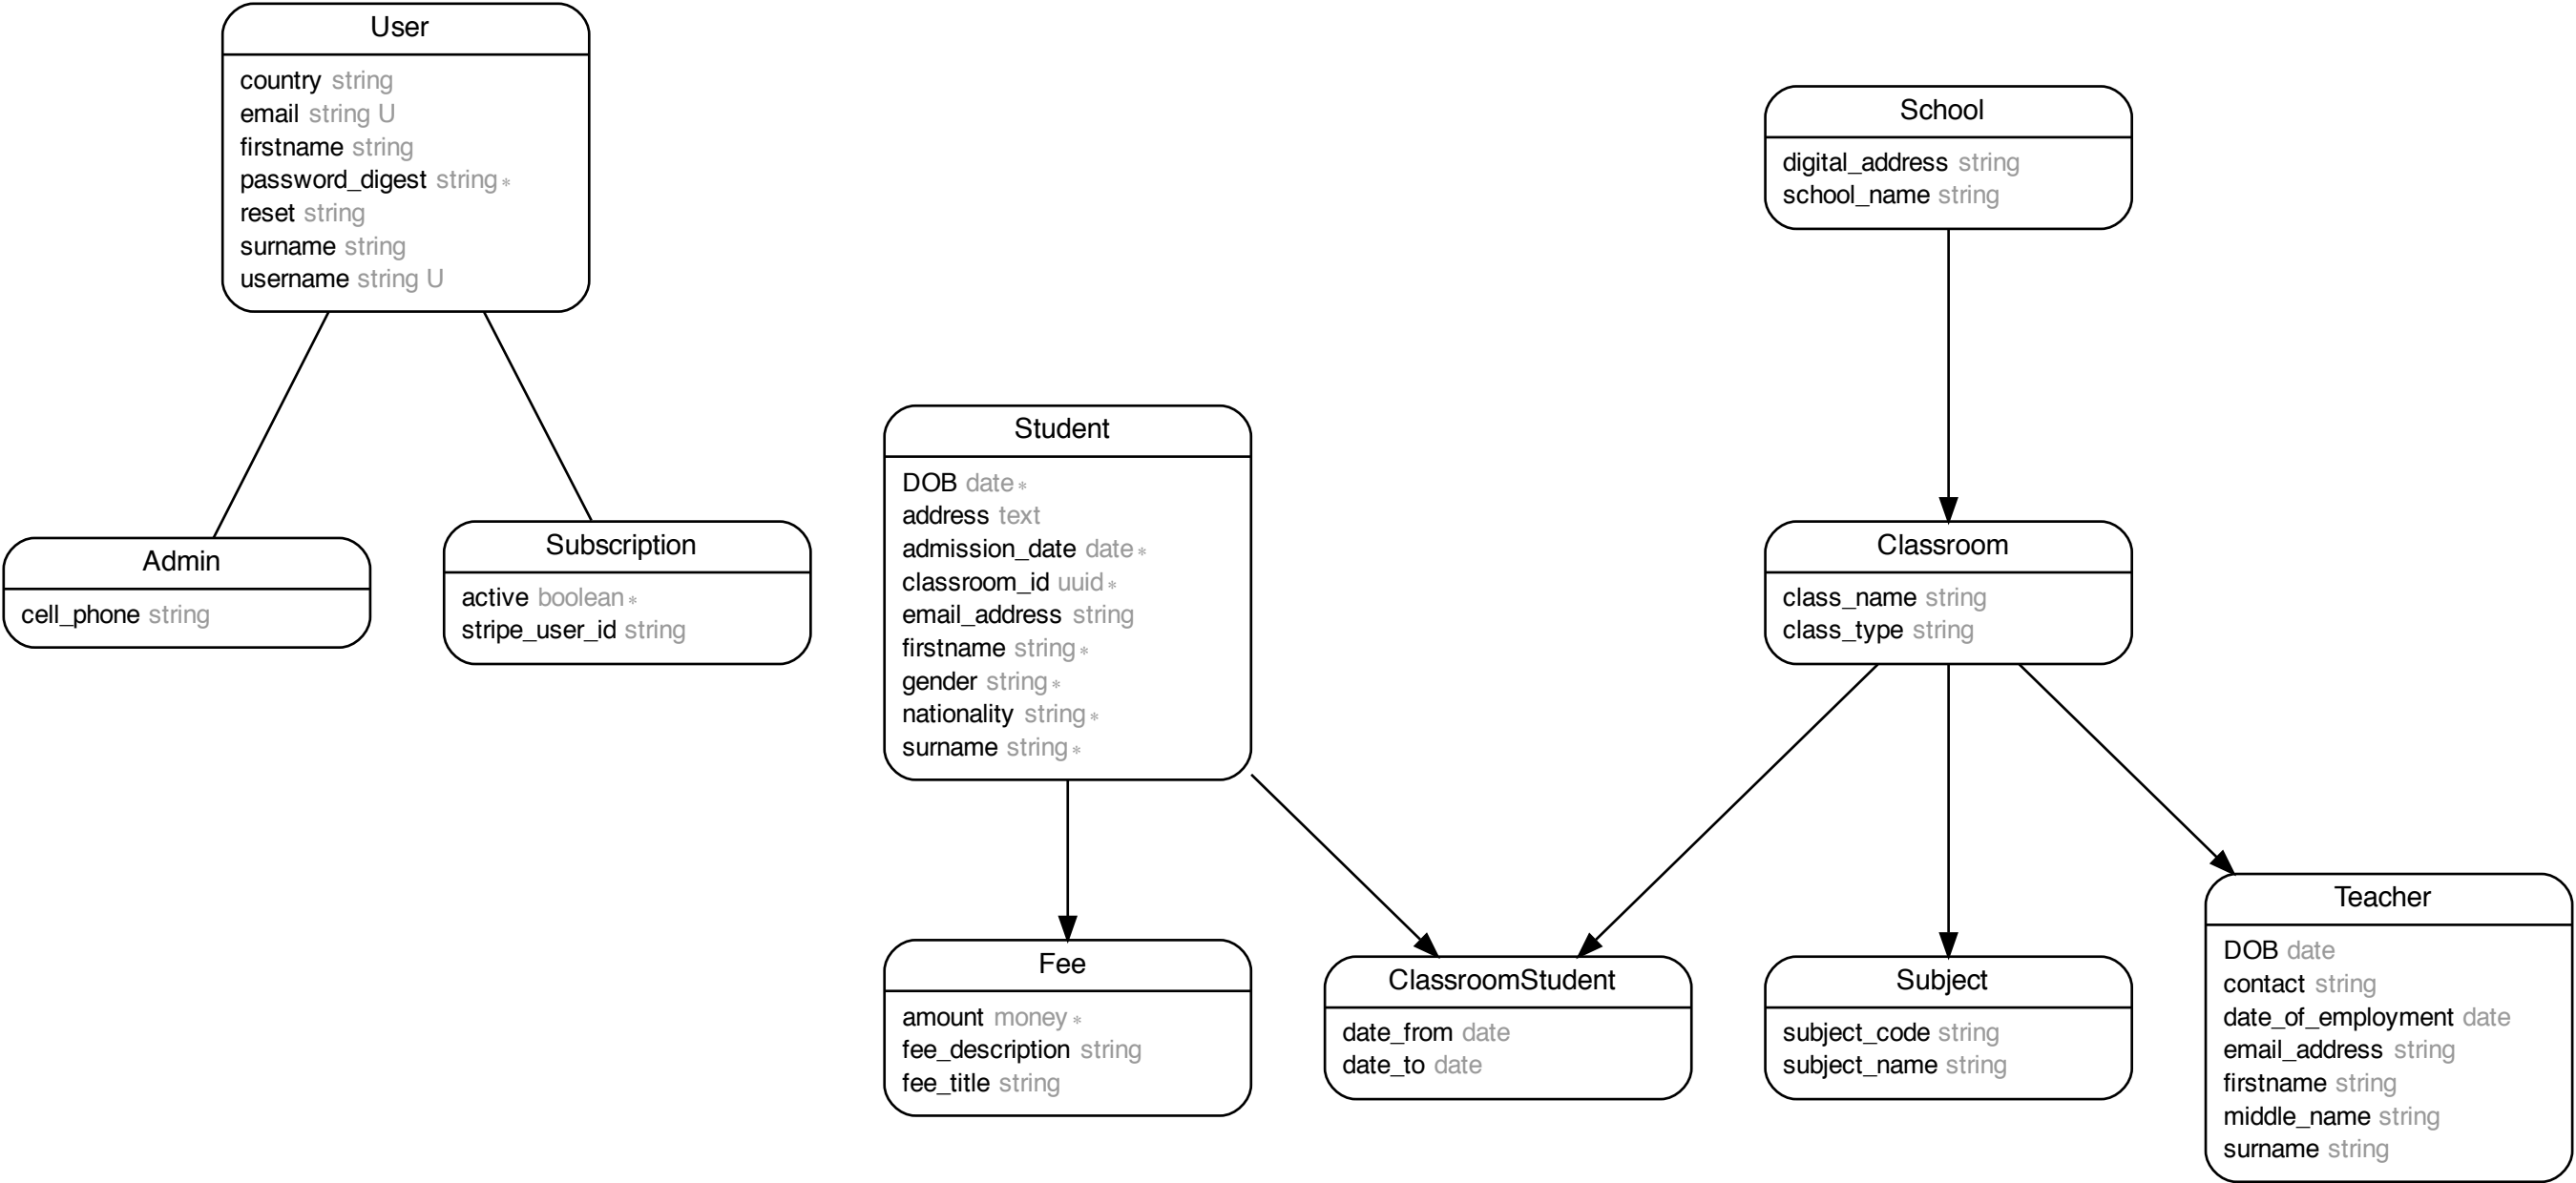 User
country string
email string U
firstname string
password_digest string *
reset string
surname string
username string U
School
digital_address string
school_name string
Student
DOB date *
address text
admission_date date *
classroom_id uuid *
email_address string
firstname string *
gender string *
nationality string *
surname string *
Admin
cell_phone string
Subscription
active boolean *
stripe_user_id string
Classroom
class_name string
class_type string
Fee
amount money *
fee_description string
fee_title string
ClassroomStudent
date_from date
date_to date
Subject
subject_code string
subject_name string
Teacher
DOB date
contact string
date_of_employment date
email_address string
firstname string
middle_name string
surname string